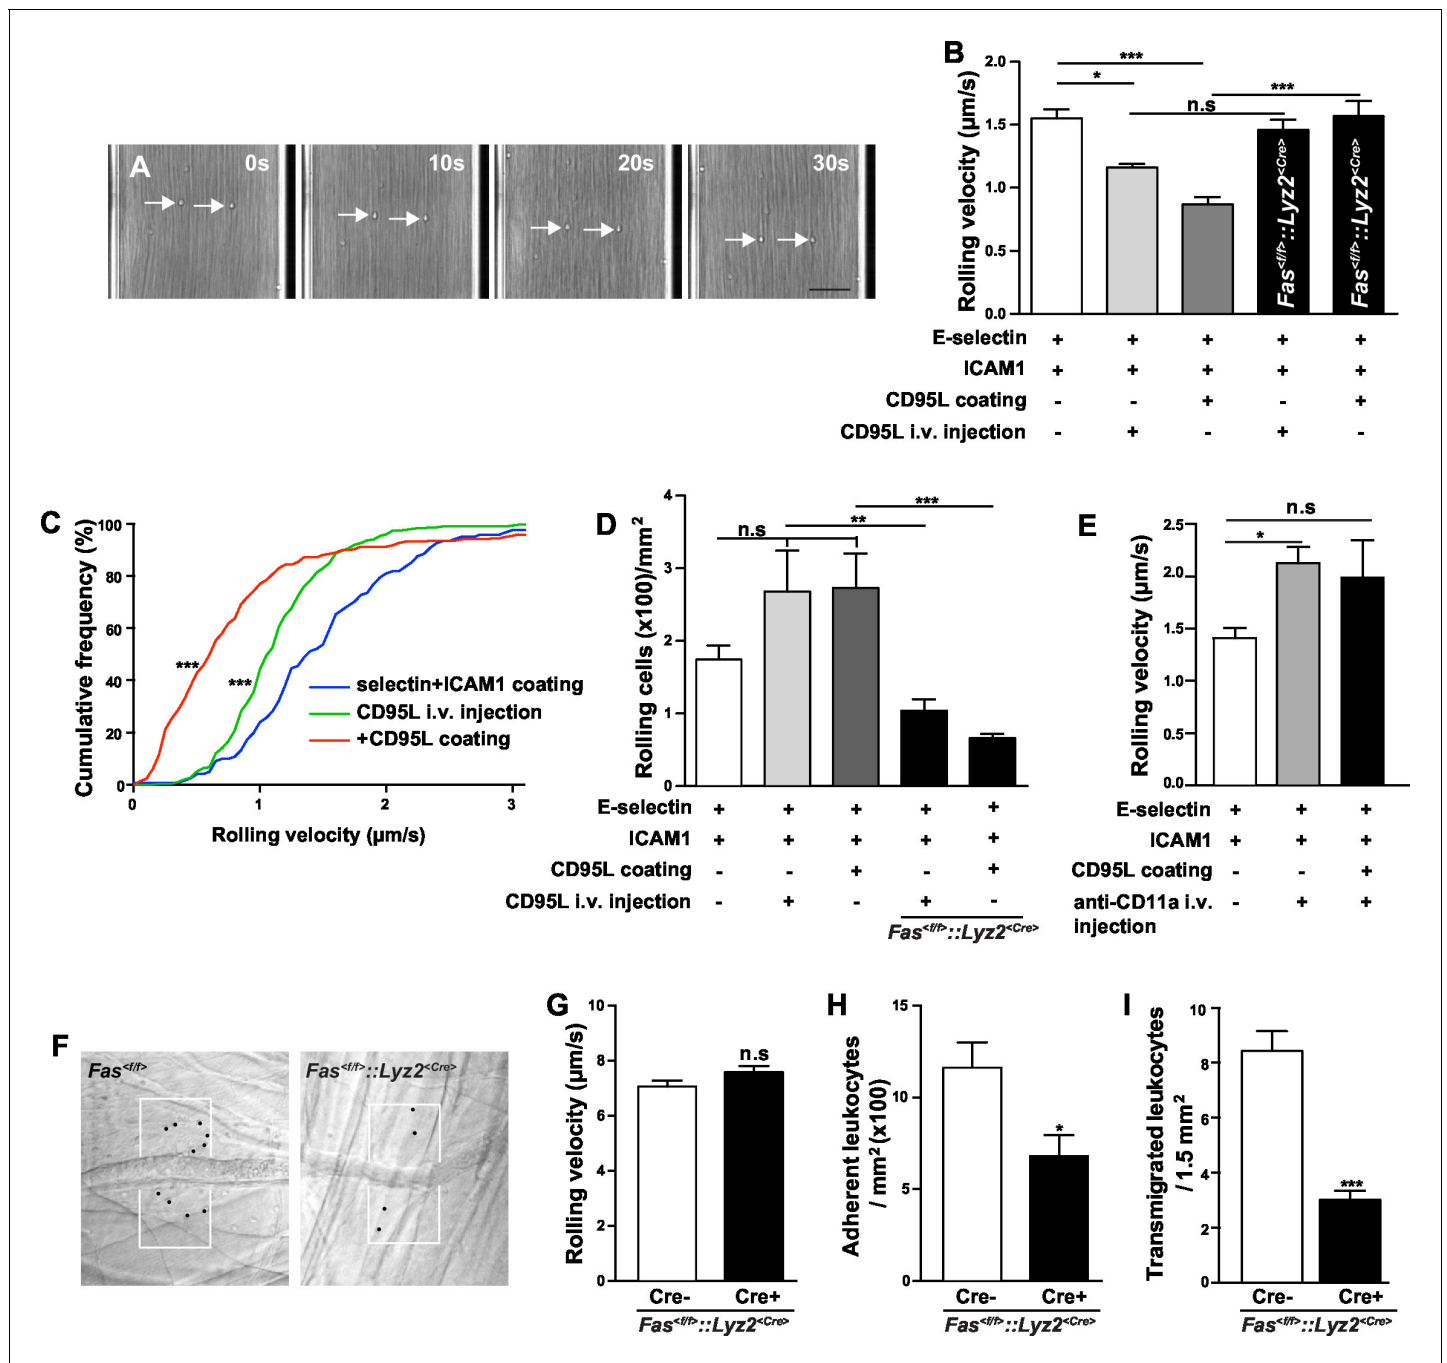 A
0s
10s
20s
30s
B
Rolling velocity (µm/s)
2.0
1.5
1.0
0.5
0.0
***
*
n.s
***
Fas<f/f>::Lyz2<Cre>
Fas<f/f>::Lyz2<Cre>
E-selectin + + + + +
ICAM1 + + + + +
CD95L coating - - + - +
CD95L i.v. injection - + - + -
C
Cumulative frequency (%)
100
80
60
40
20
0
***
***
selectin+ICAM1 coating
CD95L i.v. injection
+CD95L coating
0 1 2 3
Rolling velocity (µm/s)
D
Rolling cells (x100)/mm2
4
3
2
1
0
n.s
**
***
E-selectin + + + + +
ICAM1 + + + + +
CD95L coating - - + - +
CD95L i.v. injection - + - + -
Fas<f/f>::Lyz2<Cre>
E
Rolling velocity (µm/s)
2.5
2.0
1.5
1.0
0.5
0.0
n.s
*
E-selectin + + +
ICAM1 + + +
CD95L coating - - +
anti-CD11a i.v. - + +
injection
F
Fas<f/f>
Fas<f/f>::Lyz2<Cre>
G
Rolling velocity (µm/s)
10
8
6
4
2
0
n.s
Cre- Cre+
Fas<f/f>::Lyz2<Cre>
H
Adherent leukocytes
/ mm2 (x100)
15
10
5
0
*
Cre- Cre+
Fas<f/f>::Lyz2<Cre>
I
Transmigrated leukocytes
/ 1.5 mm2
10
8
6
4
2
0
***
Cre- Cre+
Fas<f/f>::Lyz2<Cre>